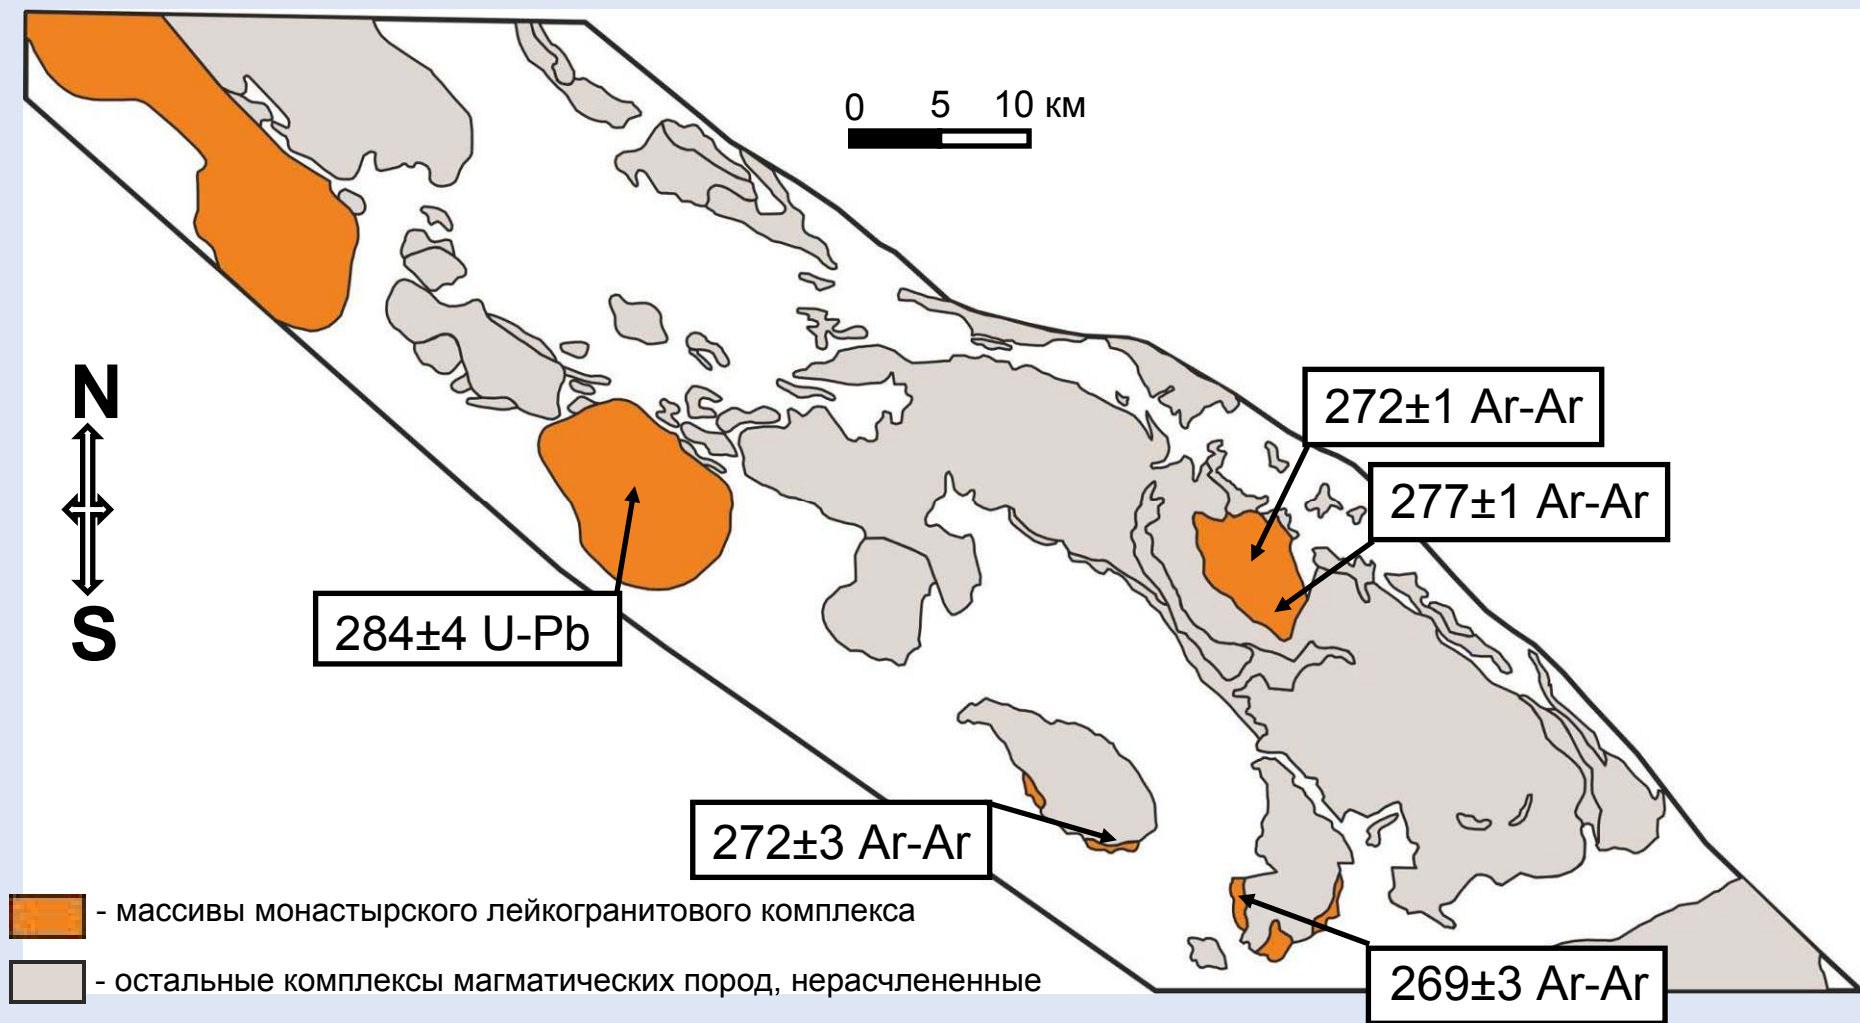 0 5 10 км
N
S
272±1 Ar-Ar
277±1 Ar-Ar
284±4 U-Pb
272±3 Ar-Ar
269±3 Ar-Ar
- массивы монастырского лейкогранитового комплекса
- остальные комплексы магматических пород, нерасчлененные